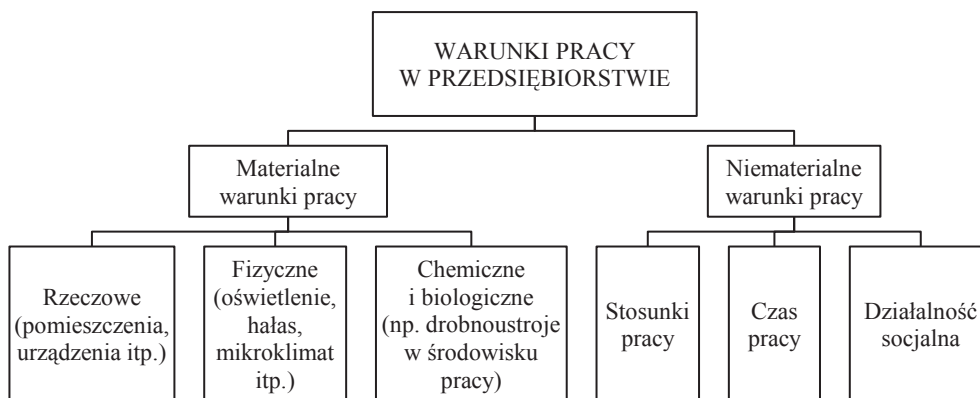 WARUNKI PRACY
W PRZEDSIĘBIORSTWIE
Materialne
warunki pracy
Niematerialne
warunki pracy
Rzeczowe
(pomieszczenia,
urządzenia itp.)
Fizyczne
(oświetlenie,
hałas,
mikroklimat
itp.)
Chemiczne
i biologiczne
(np. drobnoustroje
w środowisku
pracy)
Stosunki
pracy
Czas
pracy
Działalność
socjalna